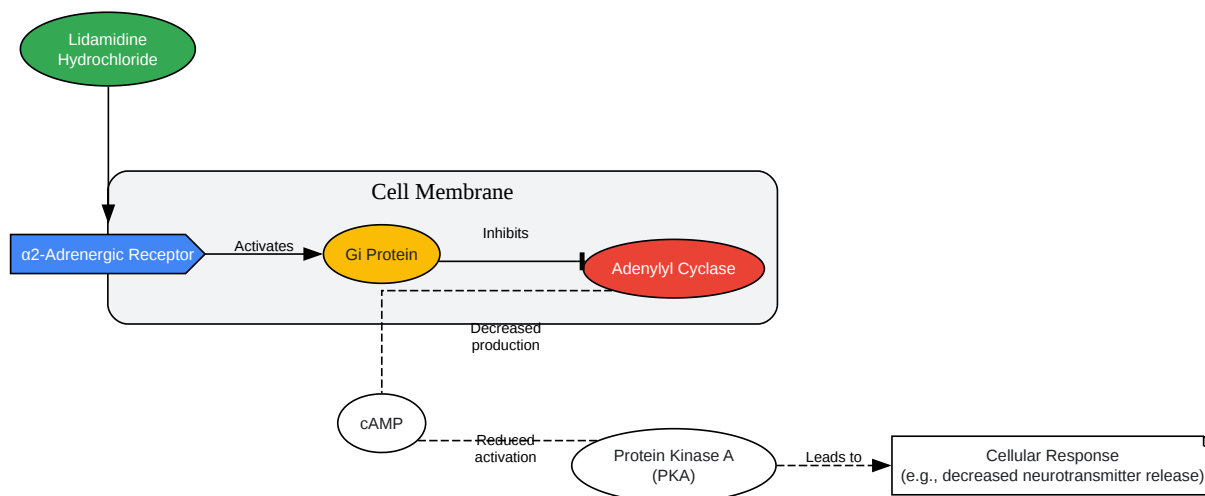 Lidamidine
Hydrochloride
Cell Membrane
α2-Adrenergic Receptor
Activates
Gi Protein
Inhibits
Adenylyl Cyclase
Decreased
production
cAMP
Reduced
activation
Protein Kinase A
(PKA)
Leads to
Cellular Response
(e.g., decreased neurotransmitter release)